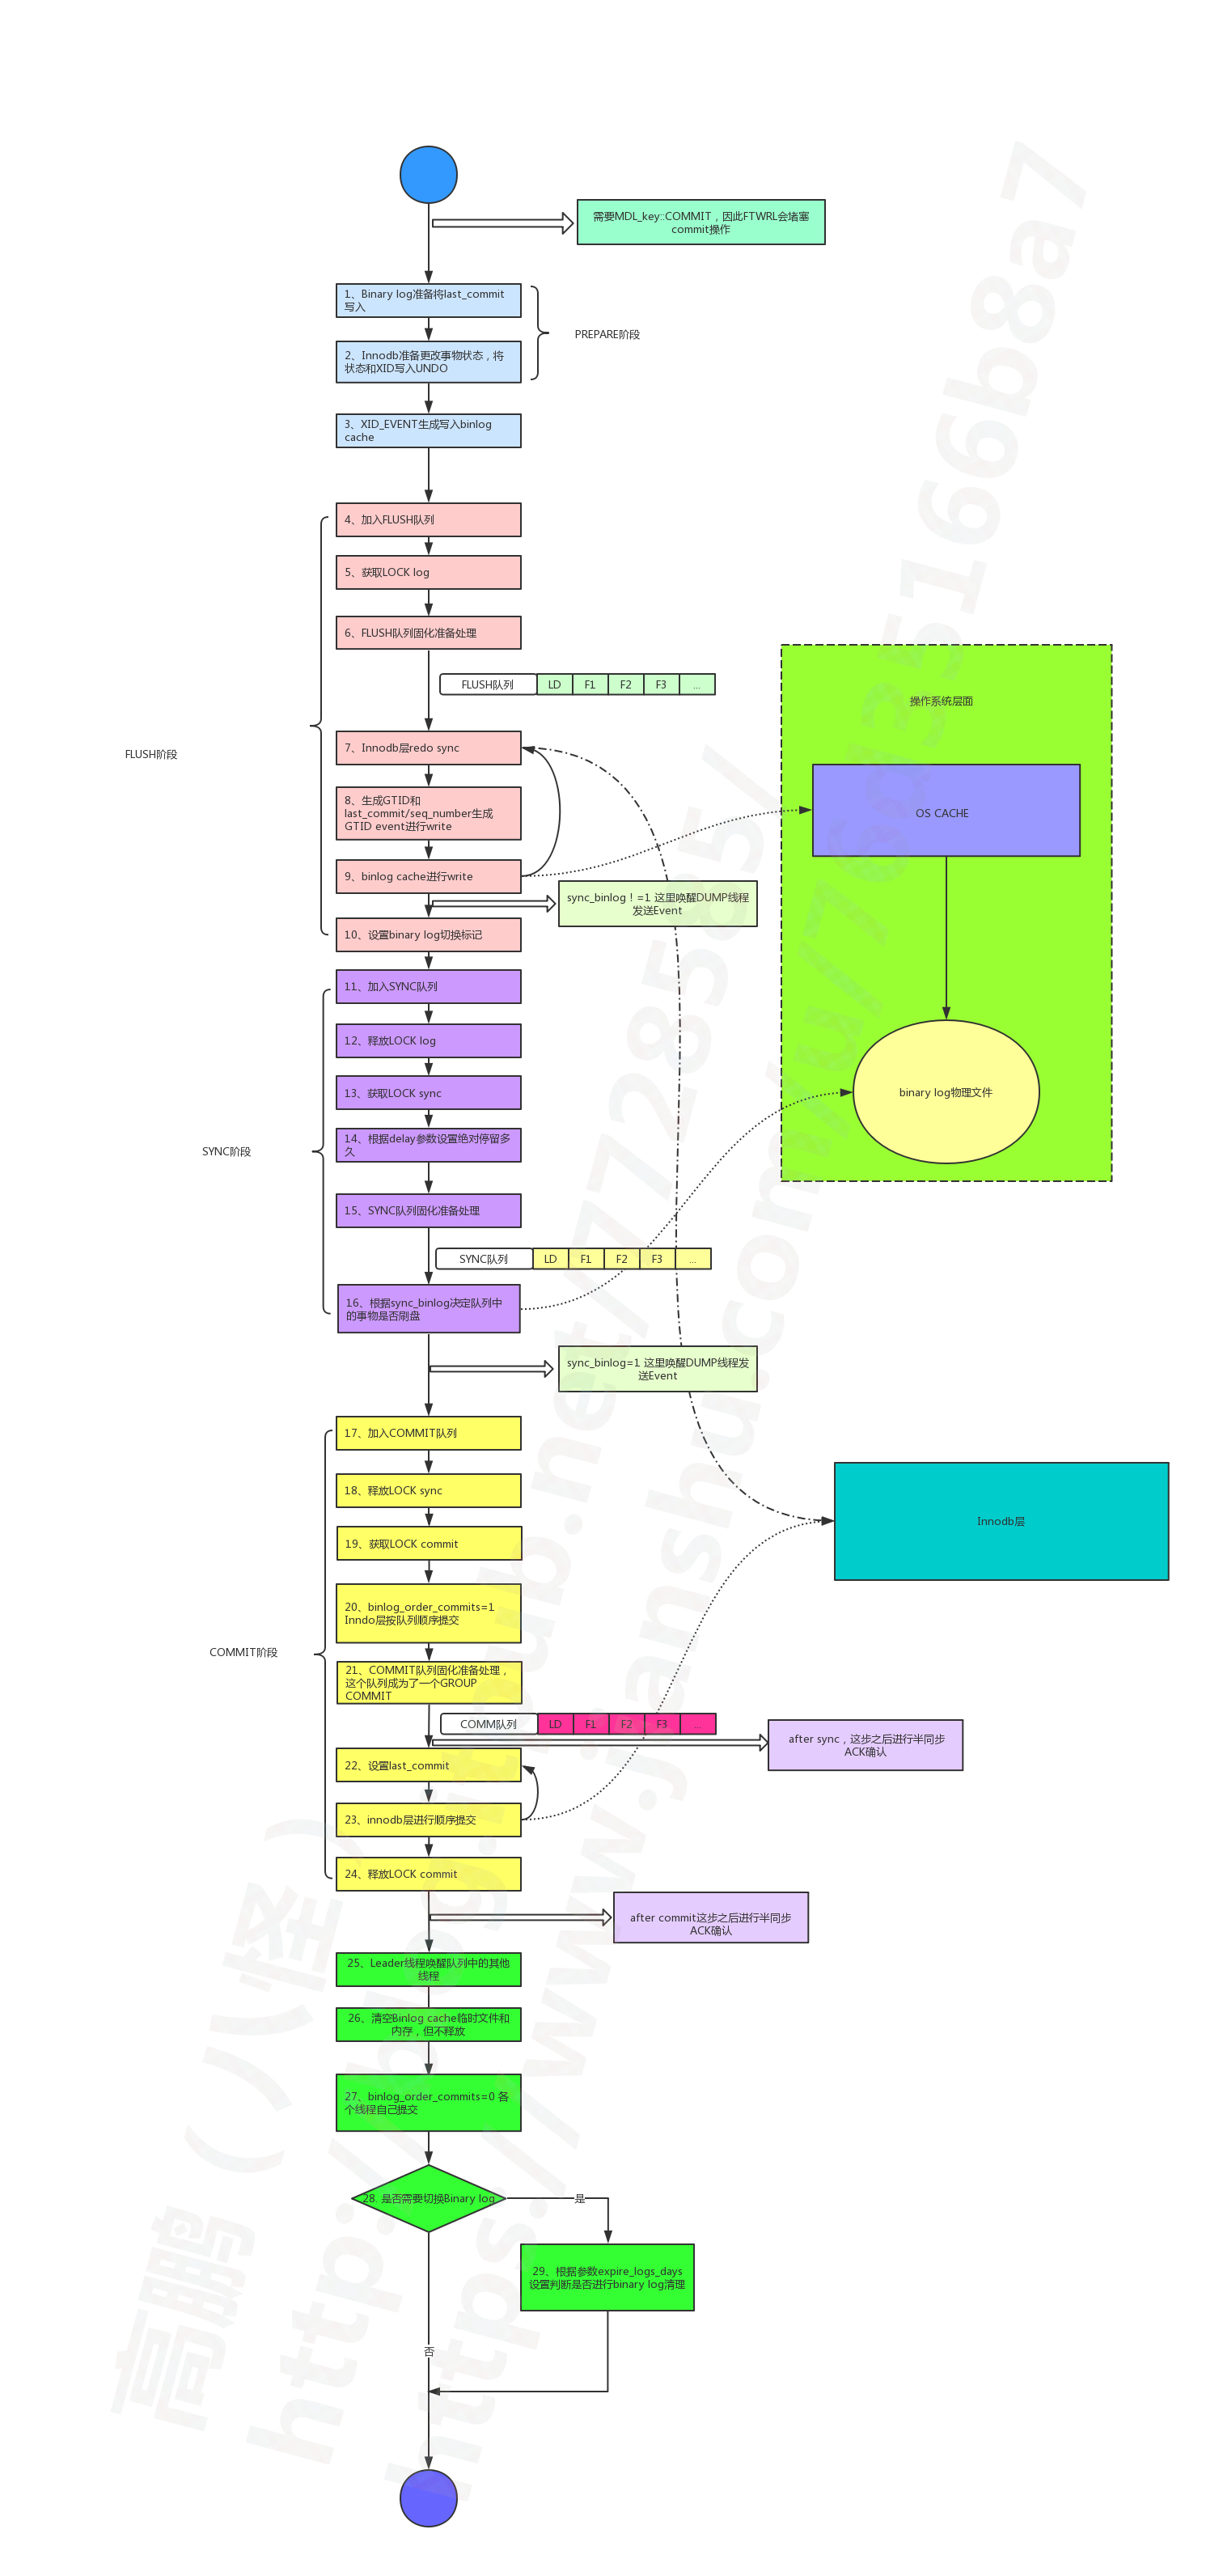 需要MDL_key::COMMIT，因此FTWRL会堵塞
commit操作
1、Binary log准备将last_commit
写入
PREPARE阶段
2、Innodb准备更改事物状态，将
状态和XID写入UNDO
3、XID_EVENT生成写入binlog
cache
4、加入FLUSH队列
5、获取LOCK log
6、FLUSH队列固化准备处理
FLUSH队列 LD F1 F2 F3 ...
操作系统层面
7、Innodb层redo sync
FLUSH阶段
8、生成GTID和
last_commit/seq_number生成
GTID event进行write
OS CACHE
9、binlog cache进行write
sync_binlog！=1 这里唤醒DUMP线程
发送Event
10、设置binary log切换标记
11、加入SYNC队列
12、释放LOCK log
13、获取LOCK sync
binary log物理文件
14、根据delay参数设置绝对停留多
久
SYNC阶段
15、SYNC队列固化准备处理
SYNC队列 LD F1 F2 F3 ...
16、根据sync_binlog决定队列中
的事物是否刷盘
sync_binlog=1 这里唤醒DUMP线程发
送Event
17、加入COMMIT队列
18、释放LOCK sync
Innodb层
19、获取LOCK commit
20、binlog_order_commits=1
Inndo层按队列顺序提交
COMMIT阶段
21、COMMIT队列固化准备处理，
这个队列成为了一个GROUP
COMMIT
COMM队列 LD F1 F2 F3 ...
after sync，这步之后进行半同步
ACK确认
22、设置last_commit
23、innodb层进行顺序提交
24、释放LOCK commit
after commit这步之后进行半同步
ACK确认
25、Leader线程唤醒队列中的其他
线程
26、清空Binlog cache临时文件和
内存，但不释放
27、binlog_order_commits=0 各
个线程自己提交
28. 是否需要切换Binary log
是
29、根据参数expire_logs_days
设置判断是否进行binary log清理
否
高鹏（八怪）
http://blog.itpub.net/7728585/
https://www.jianshu.com/u/76d35166b8a7